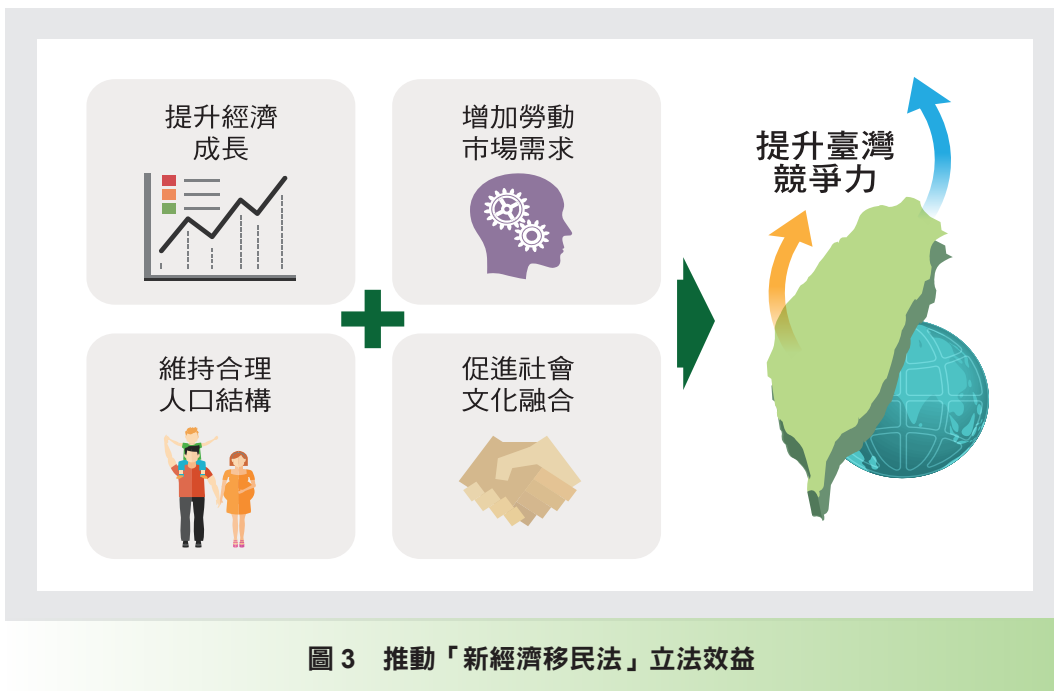 提升經濟
成長
增加勞動
市場需求
維持合理
人口結構
促進社會
文化融合
提升臺灣
競爭力
圖 3　推動「新經濟移民法」立法效益